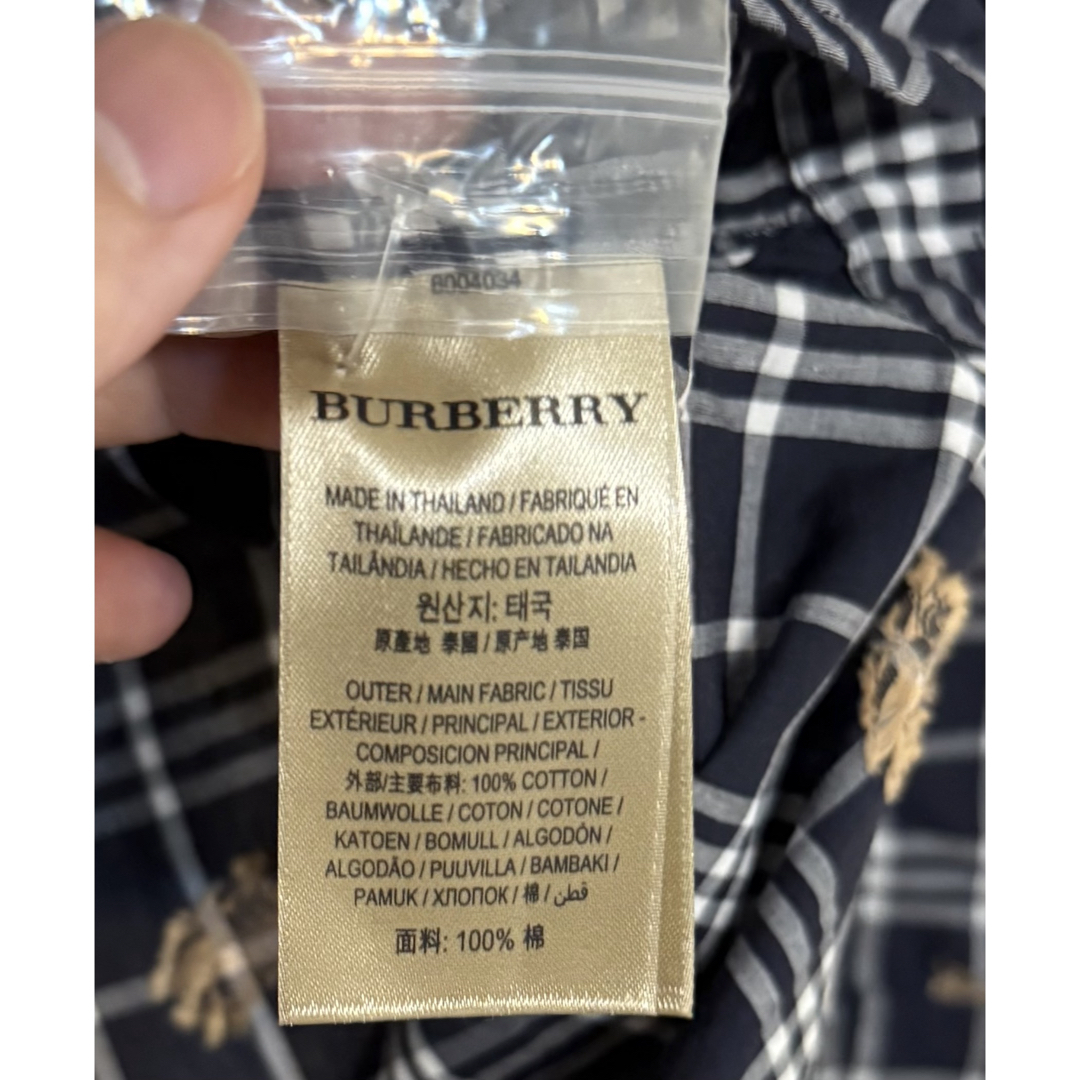 8004034
BURBERRY
MADE IN THAILAND / FABRIQUÉ EN
THAÏLANDE / FABRICADO NA
TAILÂNDIA / HECHO EN TAILANDIA
원산지: 태국
原產地 泰國 / 原产地 泰国
OUTER / MAIN FABRIC / TISSU
EXTÉRIEUR / PRINCIPAL / EXTERIOR -
COMPOSICION PRINCIPAL /
外部/主要布料: 100% COTTON /
BAUMWOLLE / COTON / COTONE /
KATOEN / BOMULL / ALGODÓN /
ALGODÃO / PUUVILLA / BAMBAKI /
PAMUK / ХЛОПОК / 棉 / قطن
面料: 100% 棉